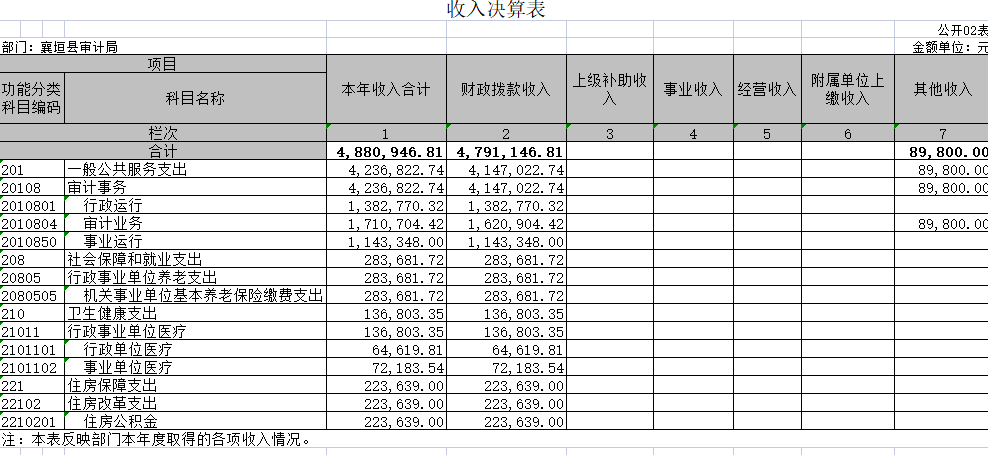 收入决算表
公开02表
部门：襄垣县审计局 金额单位：元
项目 本年收入合计 财政拨款收入 上级补助收入 事业收入 经营收入 附属单位上缴收入 其他收入
功能分类科目编码 科目名称
栏次 1 2 3 4 5 6 7
合计 4,880,946.81 4,791,146.81 89,800.00
201 一般公共服务支出 4,236,822.74 4,147,022.74 89,800.00
20108 审计事务 4,236,822.74 4,147,022.74 89,800.00
2010801 行政运行 1,382,770.32 1,382,770.32
2010804 审计业务 1,710,704.42 1,620,904.42 89,800.00
2010850 事业运行 1,143,348.00 1,143,348.00
208 社会保障和就业支出 283,681.72 283,681.72
20805 行政事业单位养老支出 283,681.72 283,681.72
2080505 机关事业单位基本养老保险缴费支出 283,681.72 283,681.72
210 卫生健康支出 136,803.35 136,803.35
21011 行政事业单位医疗 136,803.35 136,803.35
2101101 行政单位医疗 64,619.81 64,619.81
2101102 事业单位医疗 72,183.54 72,183.54
221 住房保障支出 223,639.00 223,639.00
22102 住房改革支出 223,639.00 223,639.00
2210201 住房公积金 223,639.00 223,639.00
注：本表反映部门本年度取得的各项收入情况。